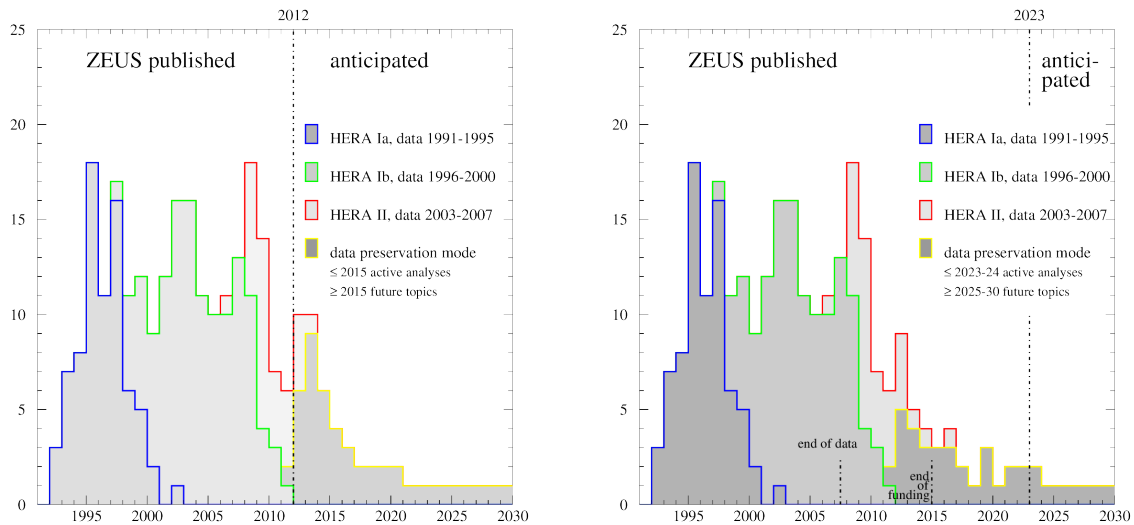 2012
25
20
15
10
5
0
ZEUS published
anticipated
HERA Ia, data 1991-1995
HERA Ib, data 1996-2000
HERA II, data 2003-2007
data preservation mode
≤ 2015 active analyses
≥ 2015 future topics
1995 2000 2005 2010 2015 2020 2025 2030
2023
25
20
15
10
5
0
ZEUS published
antici-
pated
HERA Ia, data 1991-1995
HERA Ib, data 1996-2000
HERA II, data 2003-2007
data preservation mode
≤ 2023-24 active analyses
≥ 2025-30 future topics
end of data
end
of
funding
1995 2000 2005 2010 2015 2020 2025 2030